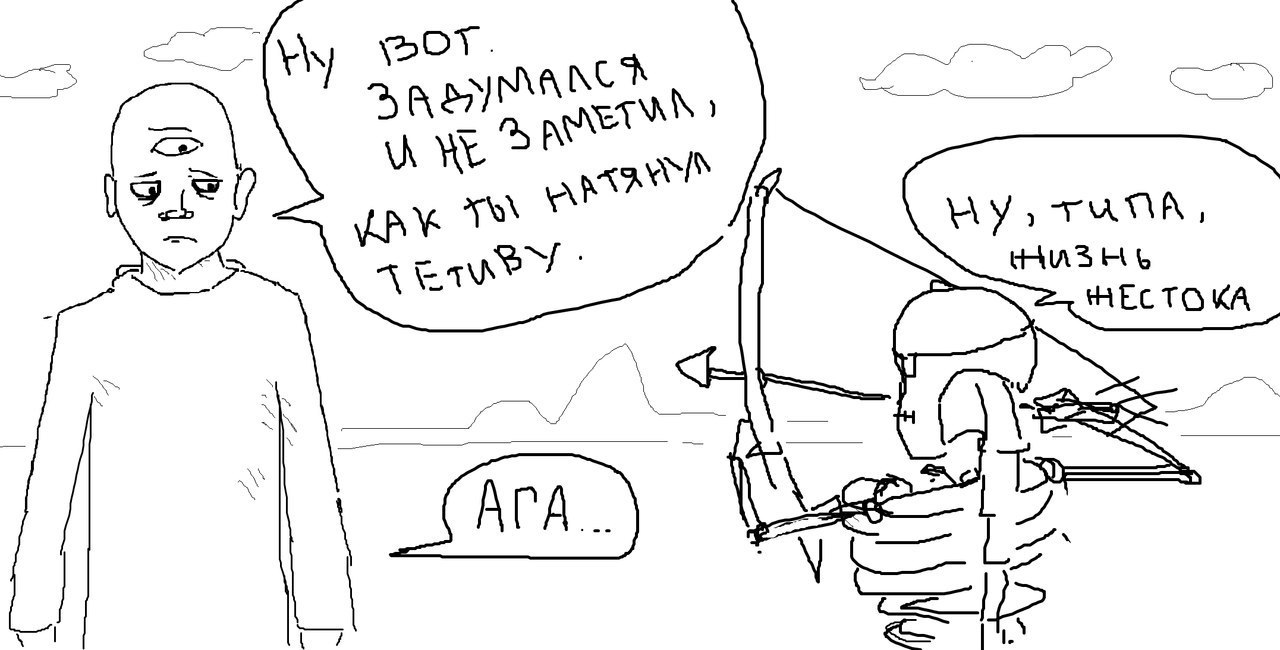 Ну вот.
задумался
и не заметил,
как ты натянул
тетиву.
Ага...
ну, типа,
жизнь
жестока